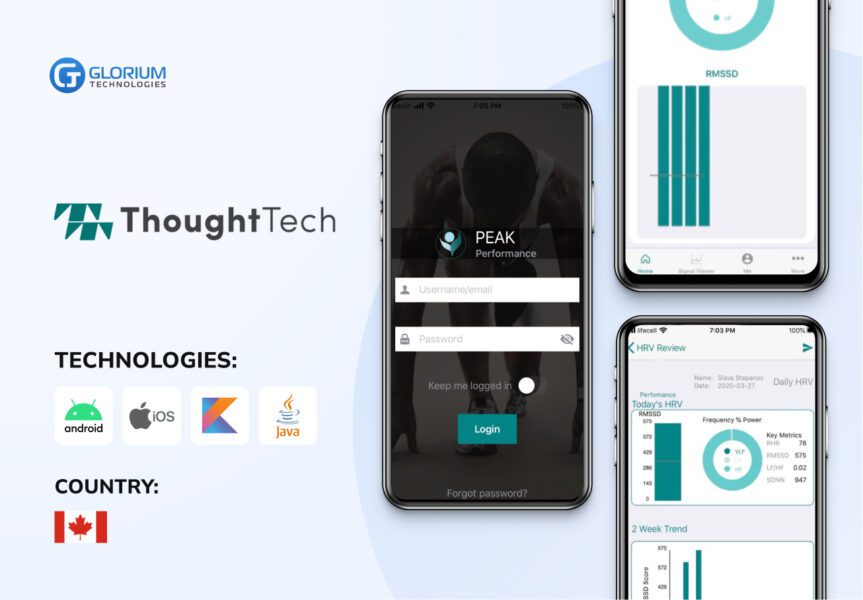 GLORIUM
TECHNOLOGIES
ThoughtTech
TECHNOLOGIES:
android
iOS
Java
COUNTRY:
7:05 PM
100%
PEAK
Performance
Username/email
Password
Keep me logged in
Login
Forgot password?
HF
RMSSD
Home
Signal Viewer
Me
More
lifecell
7:03 PM
100%
HRV Review
Name: Slava Stepanov
Date: 2020-03-27
Daily HRV
Perfomance
Today's HRV
RMSSD
575
572
429
286
143
0
Frequency % Power
VLF
LF
HF
Key Metrics
RHR 78
RMSSD 575
LF/HF 0.02
SDNN 947
2 Week Trend
575
572
429
SSD Score